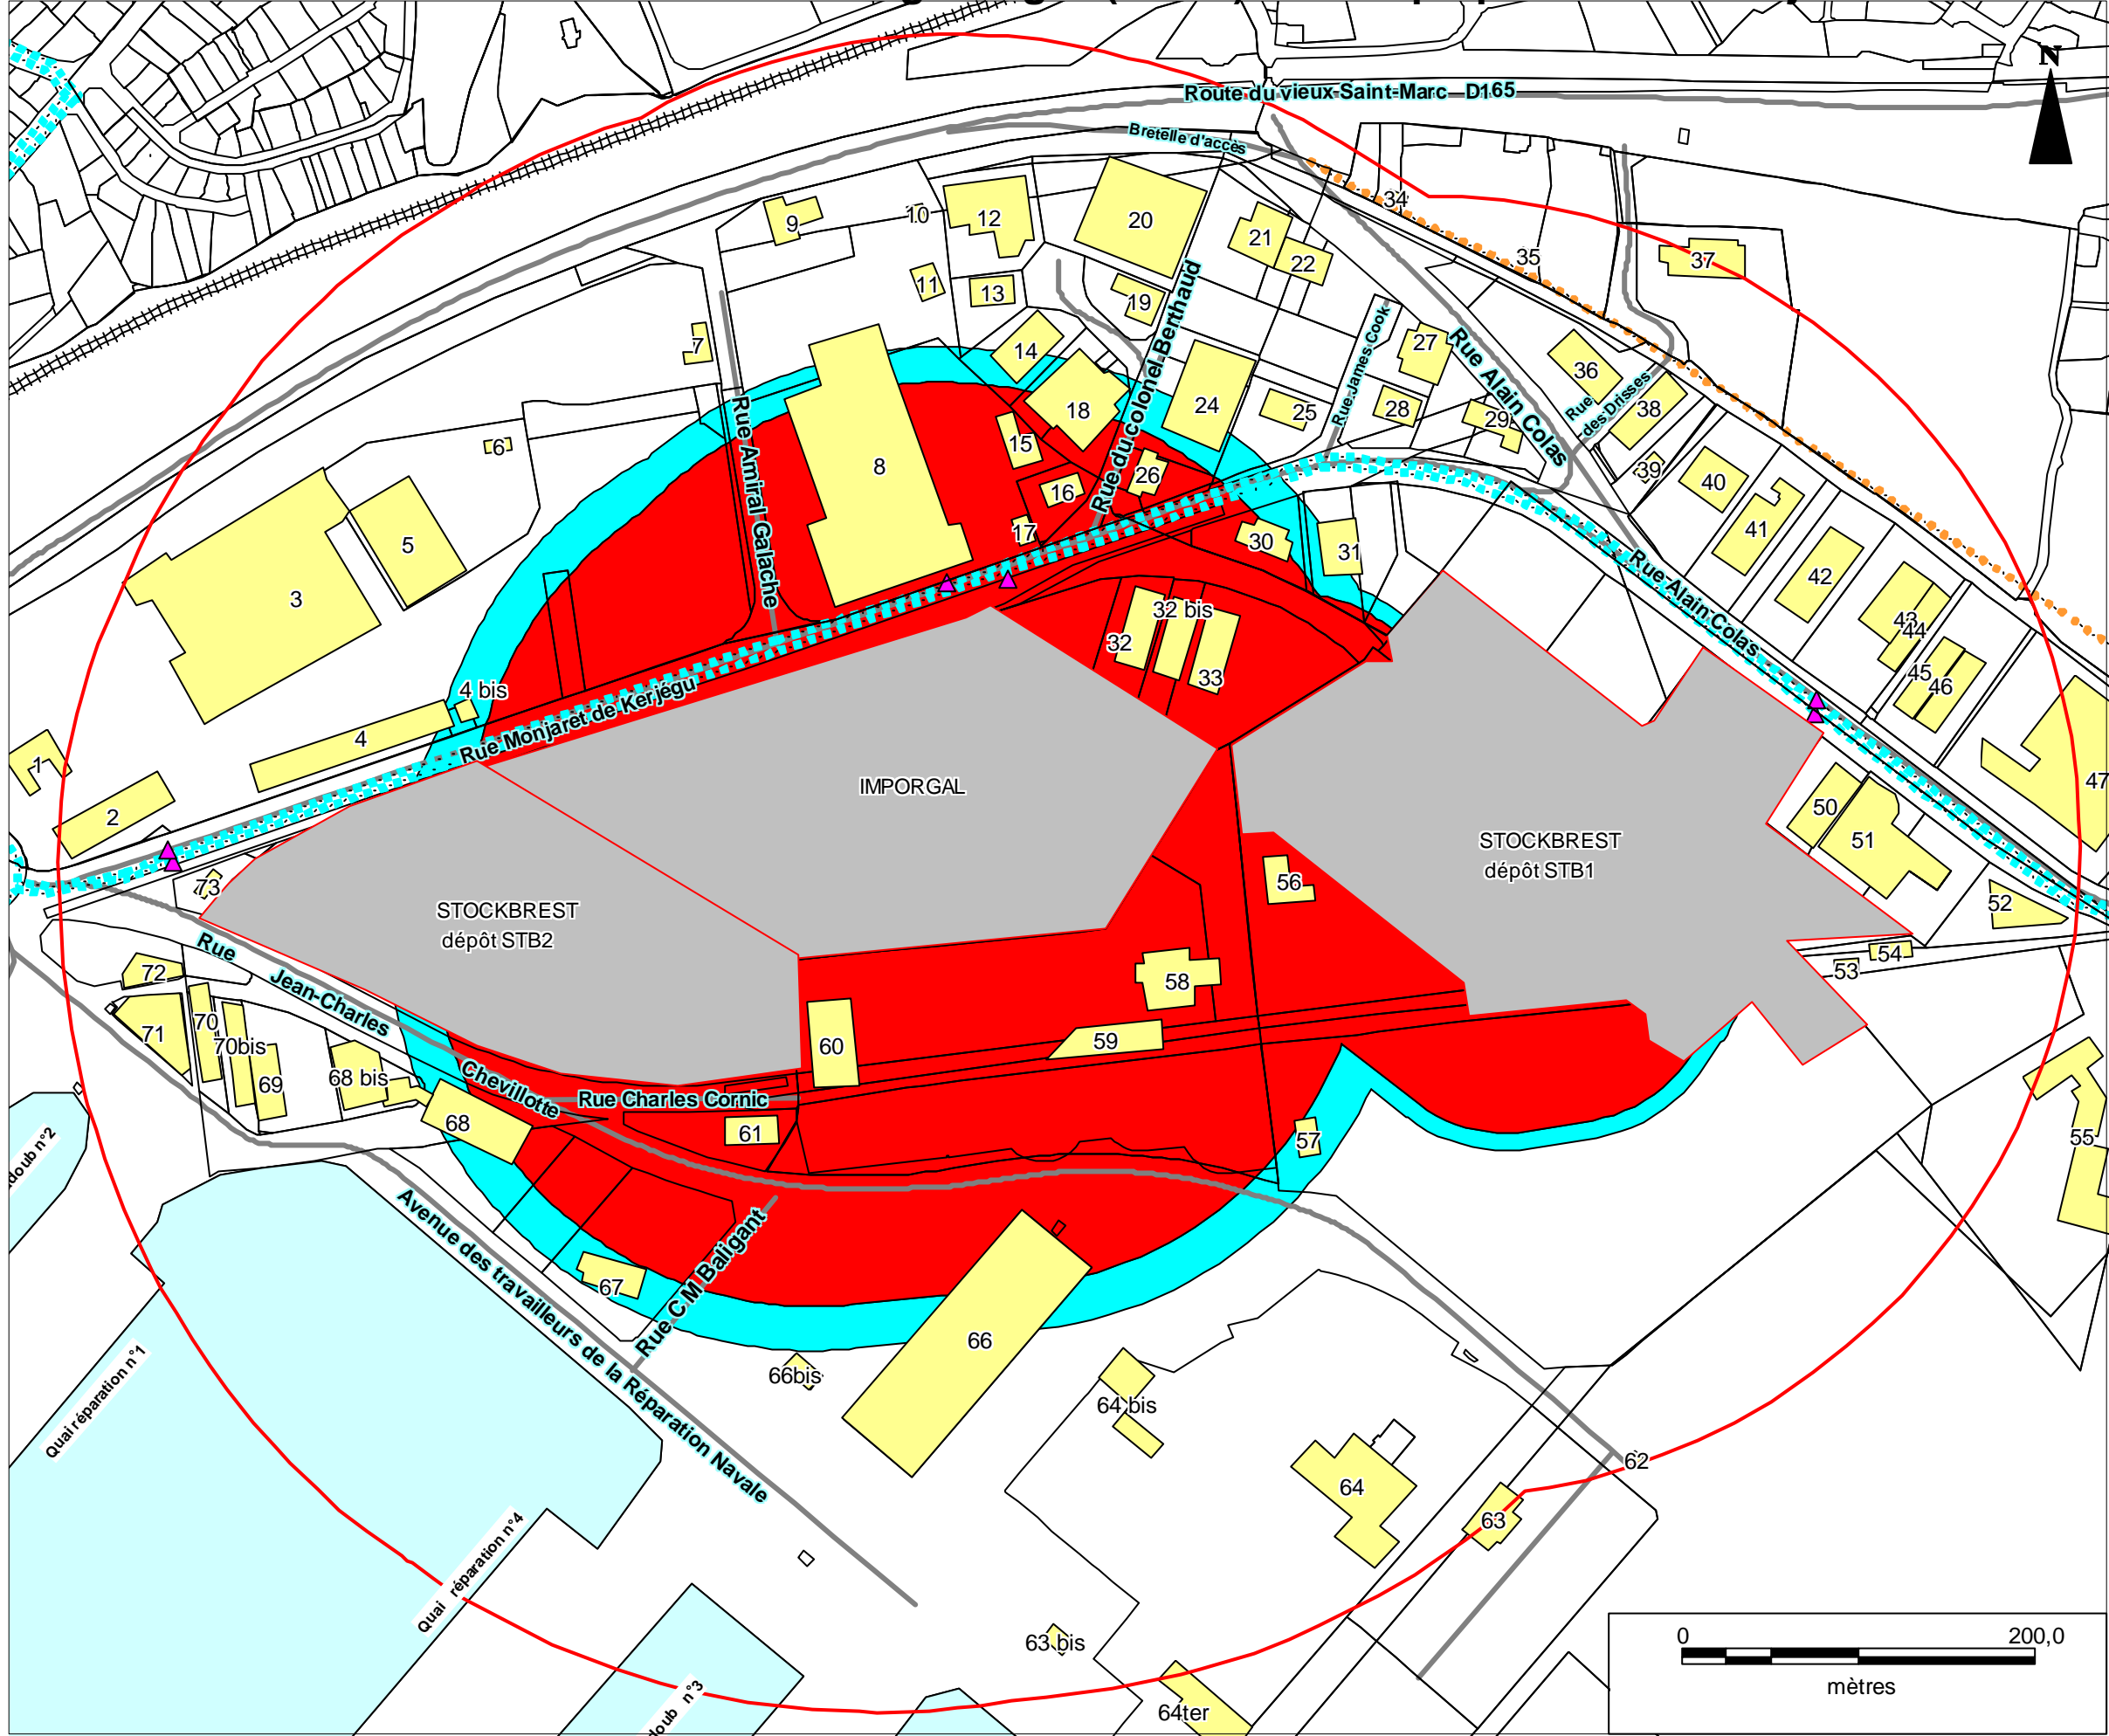 Route du vieux Saint-Marc D165
Bretelle d'accès
N
34
35
37
9
10
12
20
21
22
11
13
19
7
14
27
36
Rue Alain Colas
Rue James Cook
Rue du colonel Berthaud
Rue
des Drisses
38
18
24
25
28
29
6
8
15
26
39
40
5
16
17
30
31
41
Rue Amiral Galache
3
32 bis
32
33
42
43
44
45
46
Rue Alain Colas
4 bis
4
Rue Monjaret de Kerjégu
1
2
IMPORGAL
47
50
51
STOCKBREST
dépôt STB1
56
73
STOCKBREST
dépôt STB2
52
54
53
Rue
Jean-Charles
Chevillotte
72
71
70
70bis
69
68 bis
68
58
59
60
Rue Charles Cornic
61
57
55
doub n°2
Avenue des travailleurs de la Réparation Navale
Rue C M Baligant
67
66
66bis
64 bis
64
62
63
Quai réparation n°1
Quai réparation n°4
63 bis
64ter
doub n°3
0 200,0
mètres